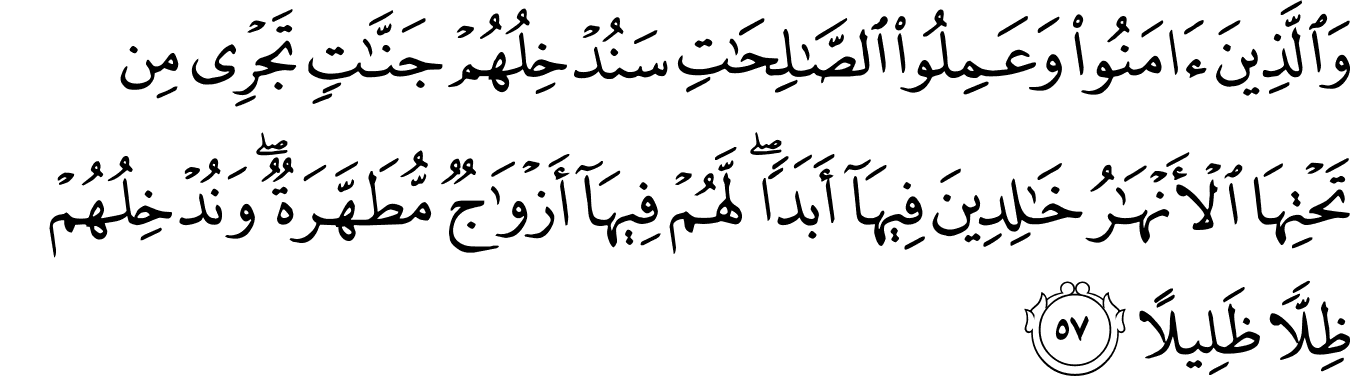 وَٱلَّذِينَ ءَامَنُوا۟ وَعَمِلُوا۟ ٱلصَّـٰلِحَـٰتِ سَنُدْخِلُهُمْ جَنَّـٰتٍ تَجْرِى مِن
تَحْتِهَا ٱلْأَنْهَـٰرُ خَـٰلِدِينَ فِيهَآ أَبَدًا ۖ لَّهُمْ فِيهَآ أَزْوَٰجٌ مُّطَهَّرَةٌ ۖ وَنُدْخِلُهُمْ
ظِلًّا ظَلِيلًا ٥٧